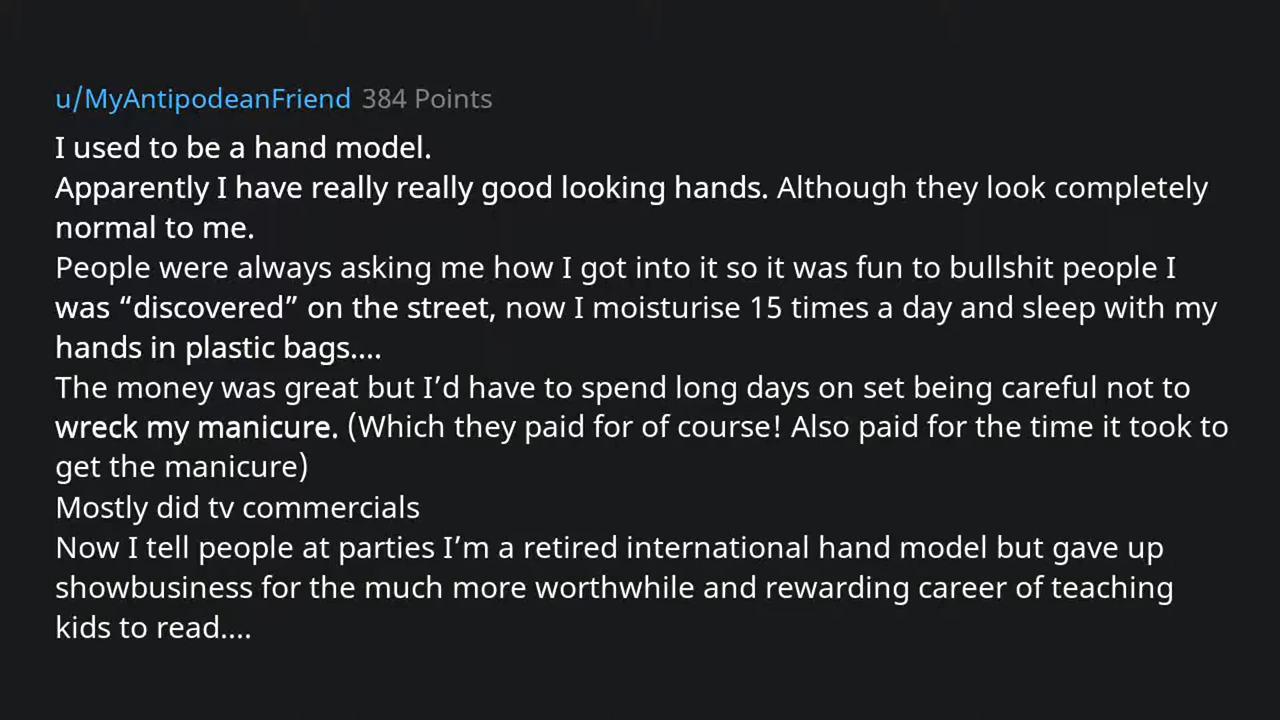 u/MyAntipodeanFriend 384 Points
I used to be a hand model.
Apparently I have really really good looking hands. Although they look completely
normal to me.
People were always asking me how I got into it so it was fun to bullshit people I
was “discovered” on the street, now I moisturise 15 times a day and sleep with my
hands in plastic bags....
The money was great but I’d have to spend long days on set being careful not to
wreck my manicure. (Which they paid for of course! Also paid for the time it took to
get the manicure)
Mostly did tv commercials
Now I tell people at parties I’m a retired international hand model but gave up
showbusiness for the much more worthwhile and rewarding career of teaching
kids to read....